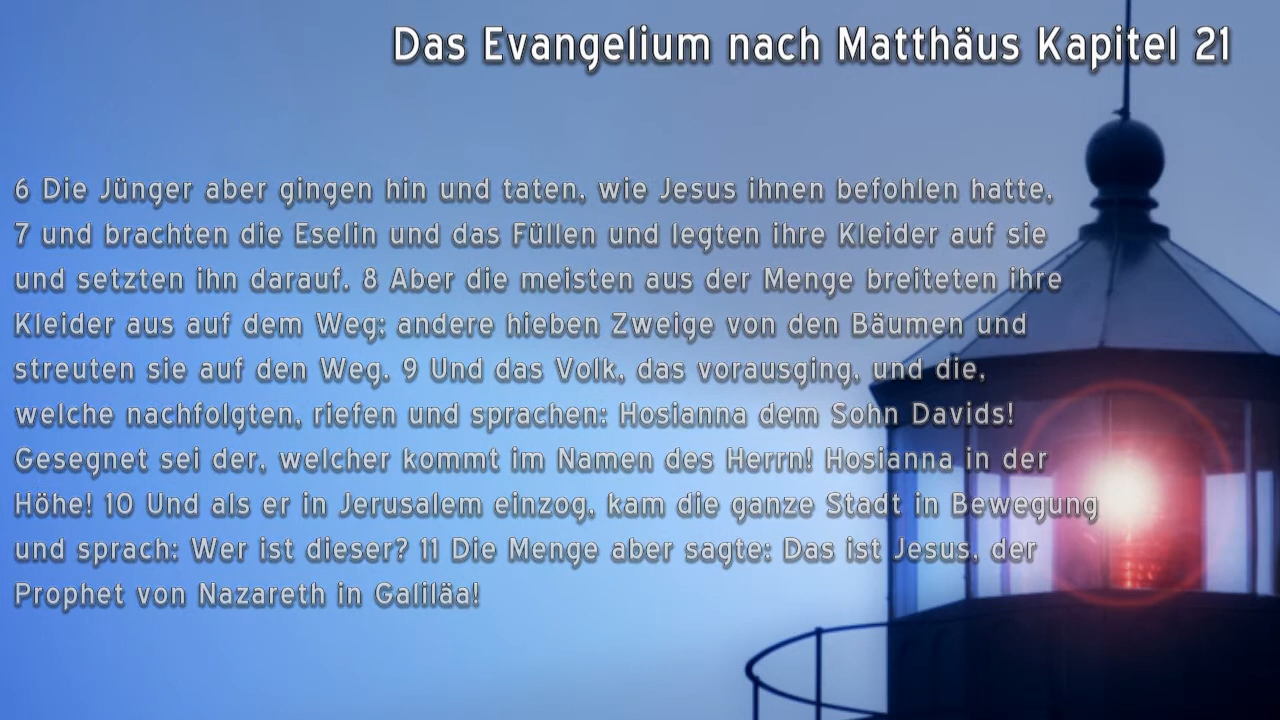 Das Evangelium nach Matthäus Kapitel 21
6 Die Jünger aber gingen hin und taten, wie Jesus ihnen befohlen hatte,
7 und brachten die Eselin und das Füllen und legten ihre Kleider auf sie
und setzten ihn darauf. 8 Aber die meisten aus der Menge breiteten ihre
Kleider aus auf dem Weg; andere hieben Zweige von den Bäumen und
streuten sie auf den Weg. 9 Und das Volk, das vorausging, und die,
welche nachfolgten, riefen und sprachen: Hosianna dem Sohn Davids!
Gesegnet sei der, welcher kommt im Namen des Herrn! Hosianna in der
Höhe! 10 Und als er in Jerusalem einzog, kam die ganze Stadt in Bewegung
und sprach: Wer ist dieser? 11 Die Menge aber sagte: Das ist Jesus, der
Prophet von Nazareth in Galiläa!